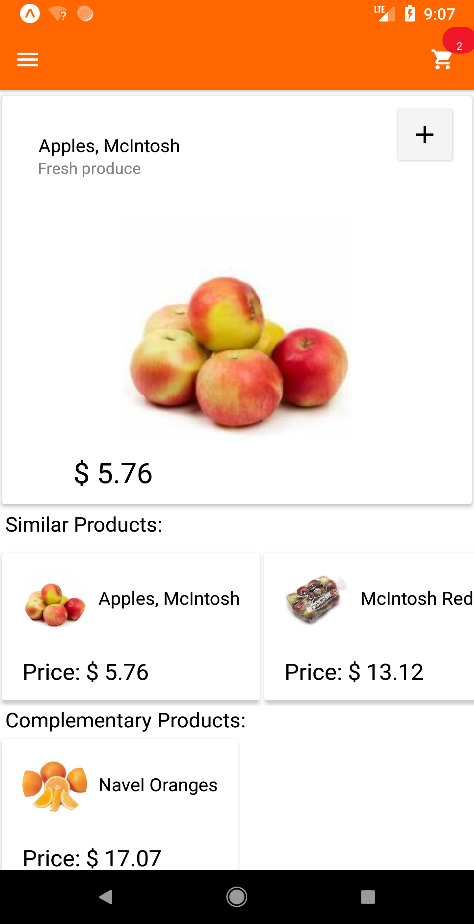 LTE 9:07
?
2
Apples, McIntosh
Fresh produce
+
$ 5.76
Similar Products:
Apples, McIntosh
McIntosh Red
Price: $ 5.76
Price: $ 13.12
Complementary Products:
Navel Oranges
Price: $ 17.07